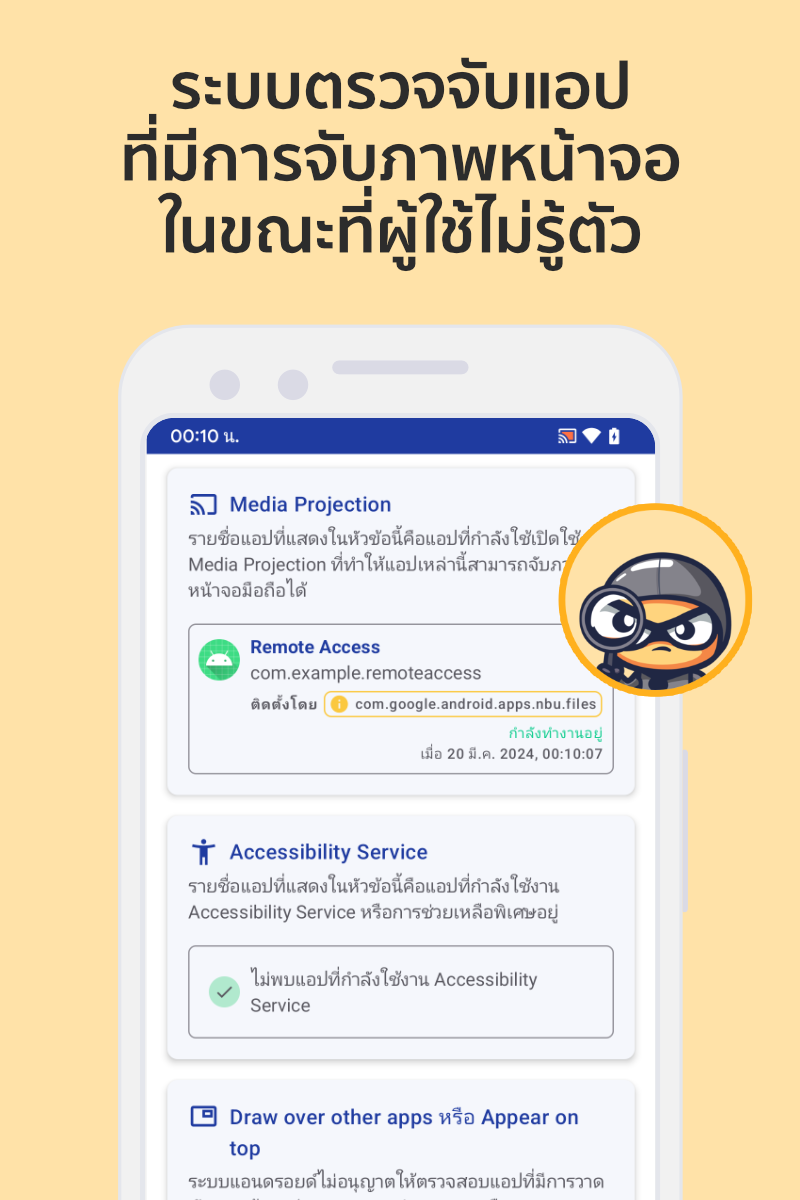 ระบบตรวจจับแอป
ที่มีการจับภาพหน้าจอ
ในขณะที่ผู้ใช้ไม่รู้ตัว
00:10 น.
Media Projection
รายชื่อแอปที่แสดงในหัวข้อนี้คือแอปที่กำลังใช้เปิดใช้
Media Projection ที่ทำให้แอปเหล่านี้สามารถจับภา
หน้าจอมือถือได้
Remote Access
com.example.remoteaccess
ติดตั้งโดย com.google.android.apps.nbu.files
กำลังทำงานอยู่
เมื่อ 20 มี.ค. 2024, 00:10:07
Accessibility Service
รายชื่อแอปที่แสดงในหัวข้อนี้คือแอปที่กำลังใช้งาน
Accessibility Service หรือการช่วยเหลือพิเศษอยู่
ไม่พบแอปที่กำลังใช้งาน Accessibility
Service
Draw over other apps หรือ Appear on
top
ระบบแอนดรอยด์ไม่อนุญาตให้ตรวจสอบแอปที่มีการวาด